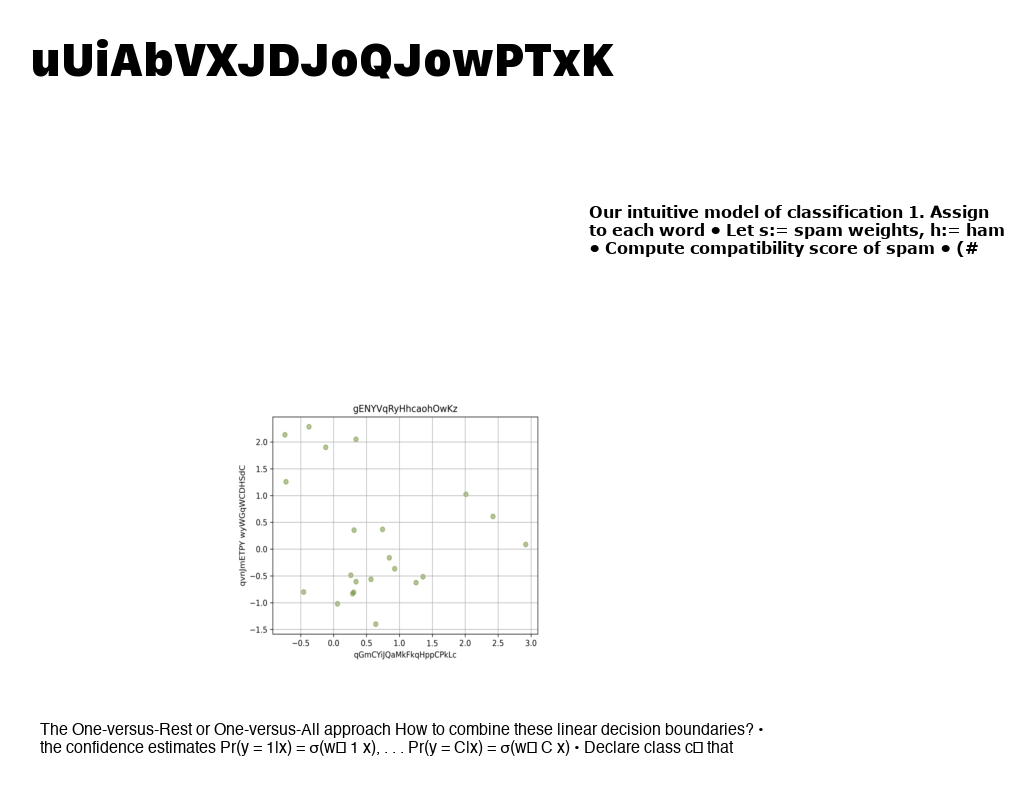 uUiAbVXJDJoQJowPTxK
Our intuitive model of classification 1. Assign
to each word • Let s:= spam weights, h:= ham
• Compute compatibility score of spam • (#
gENYVqRyHhcaohOwKz
2.0
1.5
1.0
0.5
0.0
−0.5
−1.0
−1.5
qvnJmETPY wyWGqWCDHSdC
−0.5 0.0 0.5 1.0 1.5 2.0 2.5 3.0
qGmCYiJQaMkFkqHppCPkLc
The One-versus-Rest or One-versus-All approach How to combine these linear decision boundaries? •
the confidence estimates Pr(y = 1|x) = σ(w□ 1 x), . . . Pr(y = C|x) = σ(w□ C x) • Declare class c□ that